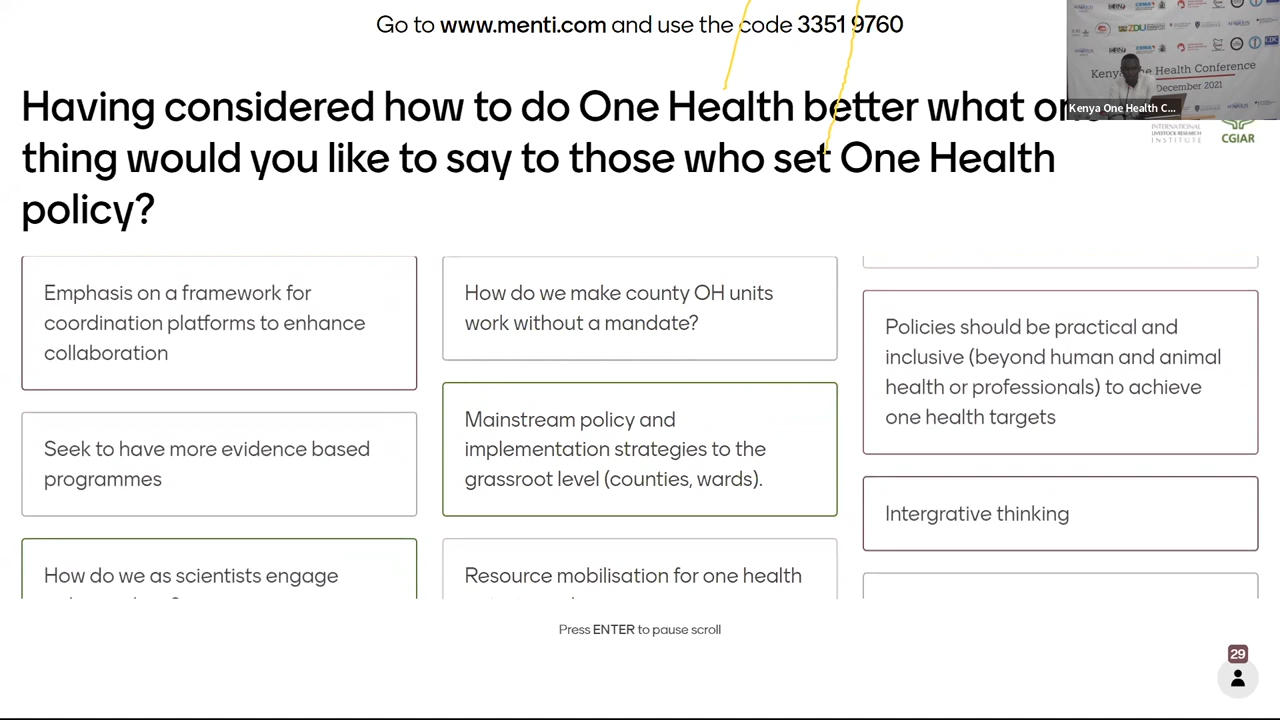 Go to www.menti.com and use the code 3351 9760
Having considered how to do One Health better what on
thing would you like to say to those who set One Health
policy?
Kenya One Health Conference
December 2021
Kenya One Health C...
INTERNATIONAL
LIVESTOCK RESEARCH
INSTITUTE
CGIAR
Emphasis on a framework for
coordination platforms to enhance
collaboration
Seek to have more evidence based
programmes
How do we as scientists engage
How do we make county OH units
work without a mandate?
Mainstream policy and
implementation strategies to the
grassroot level (counties, wards).
Resource mobilisation for one health
Policies should be practical and
inclusive (beyond human and animal
health or professionals) to achieve
one health targets
Intergrative thinking
Press ENTER to pause scroll
29